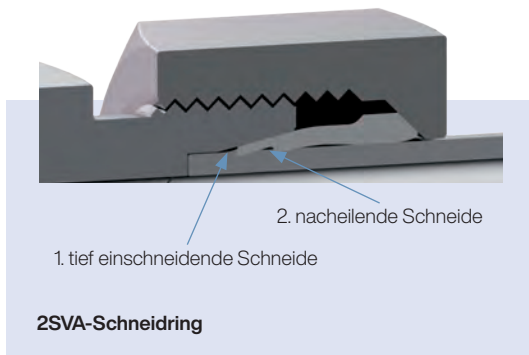 2. nacheilende Schneide
1. tief einschneidende Schneide
2SVA-Schneidring